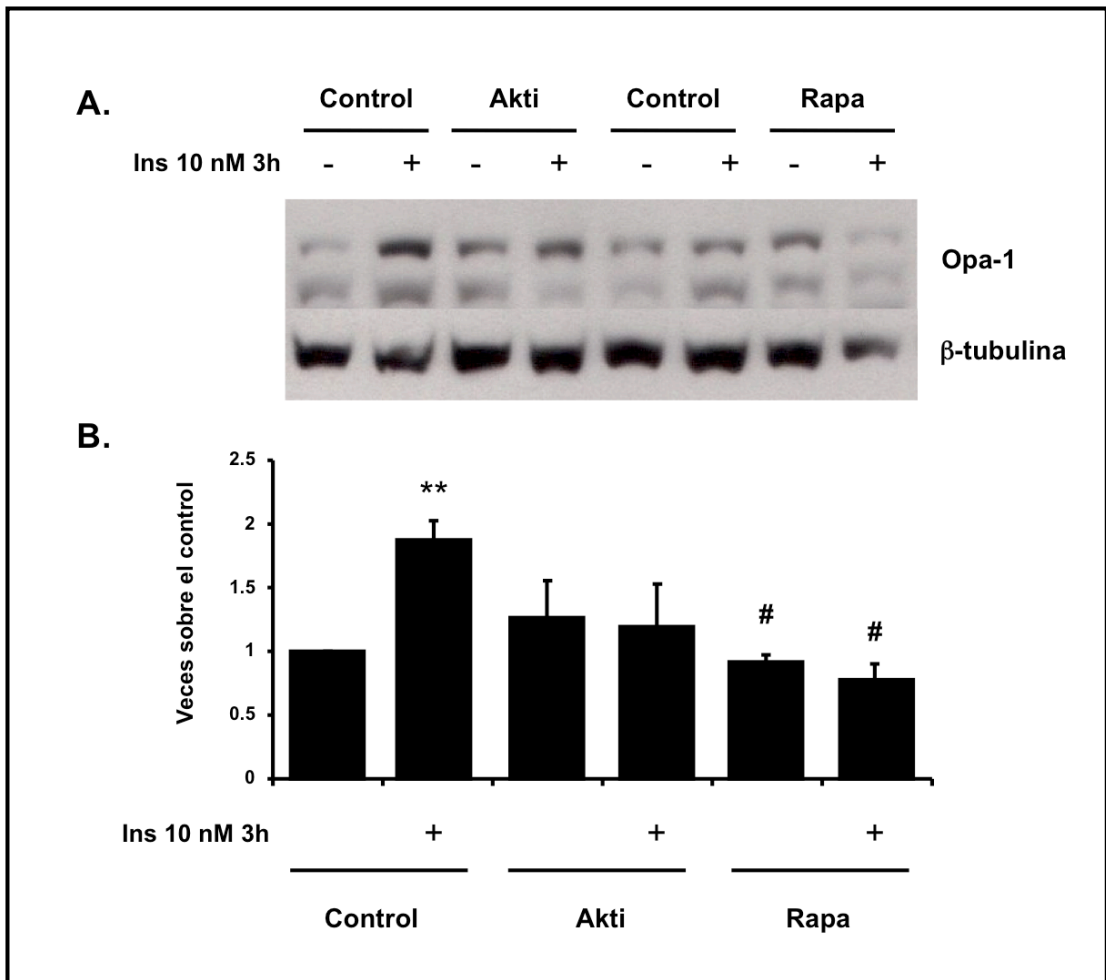 A.
Control Akti Control Rapa
Ins 10 nM 3h - + - + - + - +
Opa-1
β-tubulina
B.
Veces sobre el control
2.5
2
1.5
1
0.5
0
**
#
#
Ins 10 nM 3h + + +
Control Akti Rapa